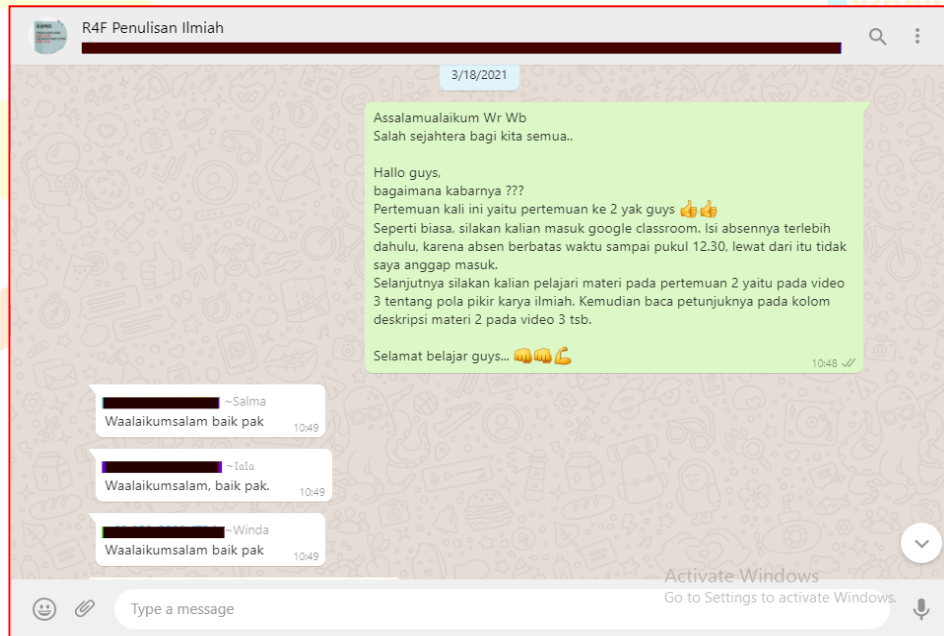 R4F Penulisan Ilmiah
3/18/2021
Assalamualaikum Wr Wb
Salah sejahtera bagi kita semua..
Hallo guys,
bagaimana kabarnya ???
Pertemuan kali ini yaitu pertemuan ke 2 yak guys 👍👍
Seperti biasa, silakan kalian masuk google classroom. Isi absennya terlebih
dahulu, karena absen berbatas waktu sampai pukul 12.30, lewat dari itu tidak
saya anggap masuk.
Selanjutnya silakan kalian pelajari materi pada pertemuan 2 yaitu pada video
3 tentang pola pikir karya ilmiah. Kemudian baca petunjuknya pada kolom
deskripsi materi 2 pada video 3 tsb.
Selamat belajar guys... 👊👊💪
10:48
~Salma
Waalaikumsalam baik pak
10:49
~IaIa
Waalaikumsalam, baik pak.
10:49
~Winda
Waalaikumsalam baik pak
10:49
Activate Windows
Go to Settings to activate Windows.
Type a message